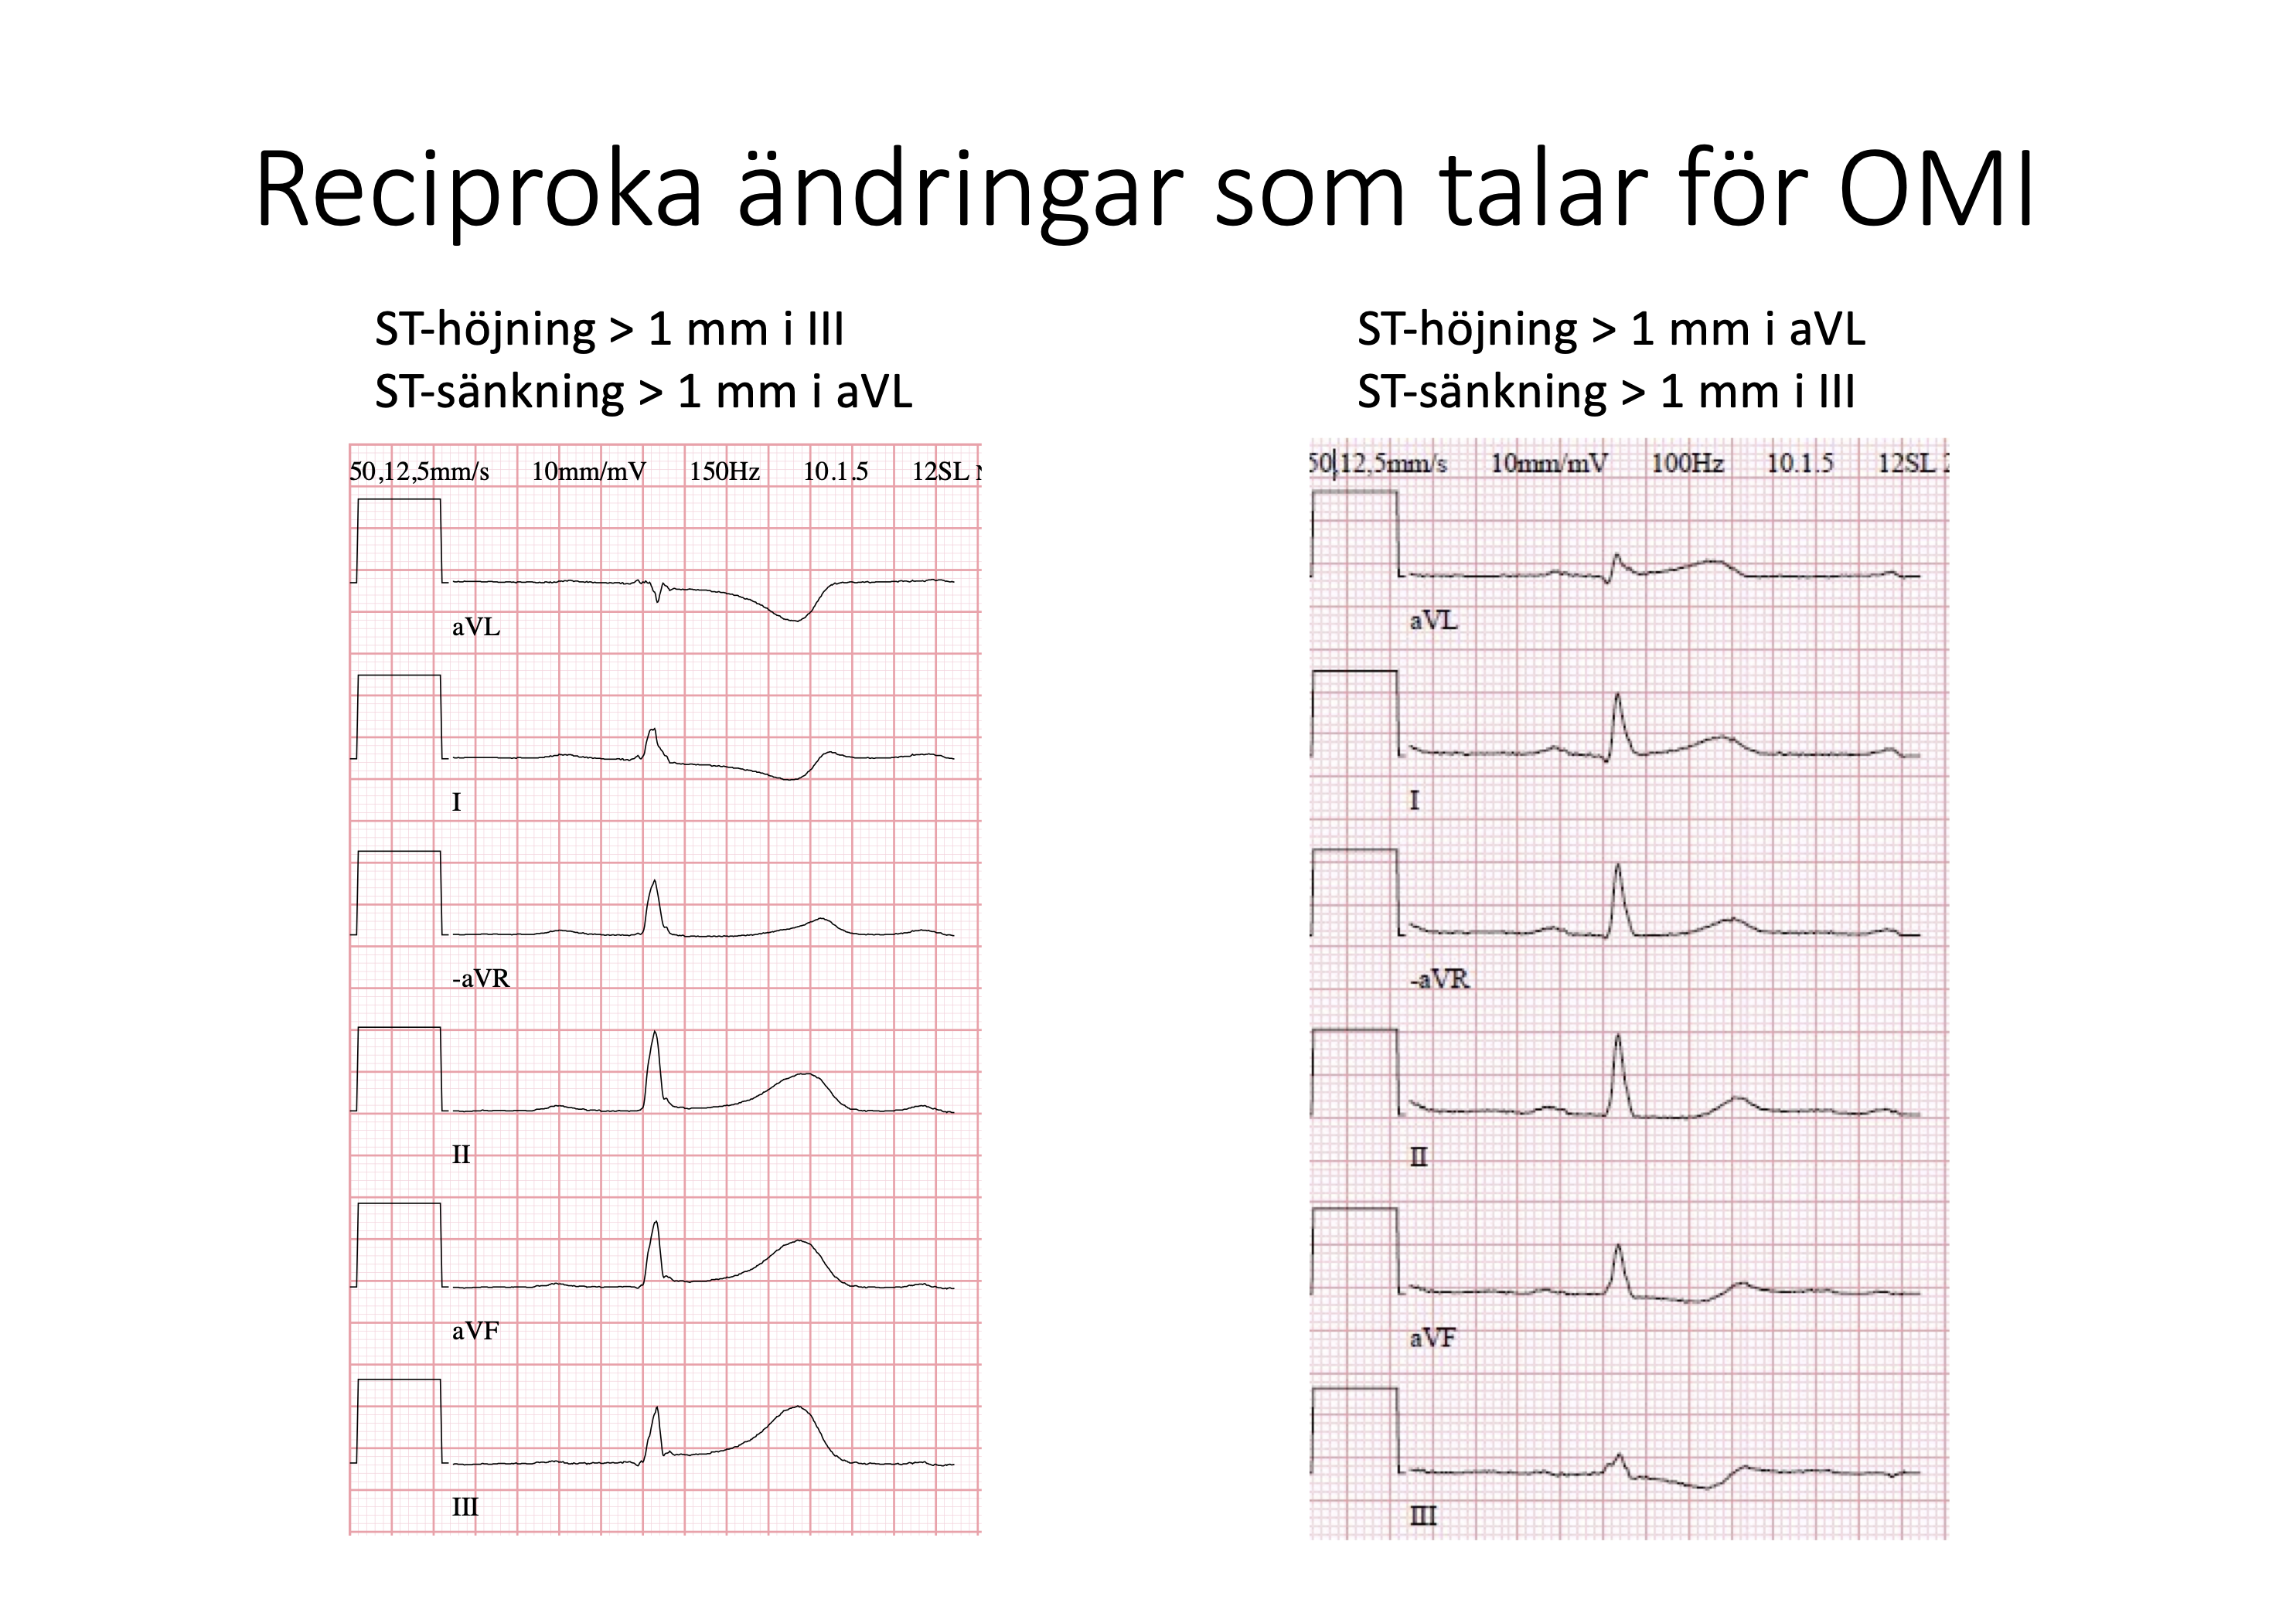 Reciproka ändringar som talar för OMI
ST-höjning > 1 mm i III
ST-sänkning > 1 mm i aVL
50,12,5mm/s 10mm/mV 150Hz 10.1.5 12SL
aVL
I
-aVR
II
aVF
III
ST-höjning > 1 mm i aVL
ST-sänkning > 1 mm i III
50,12,5mm/s 10mm/mV 100Hz 10.1.5 12SL
aVL
I
-aVR
II
aVF
III